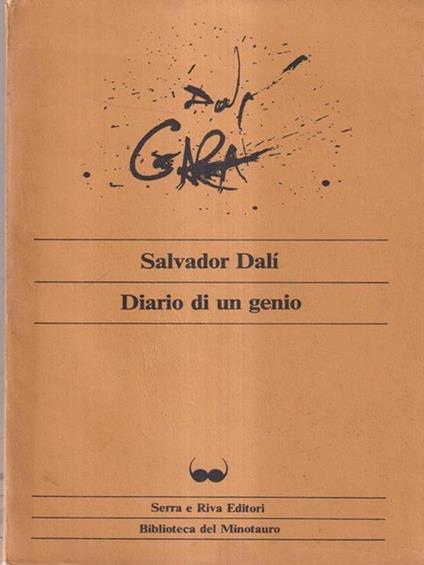 Dalí
GALA
Salvador Dalí
Diario di un genio
Serra e Riva Editori
Biblioteca del Minotauro